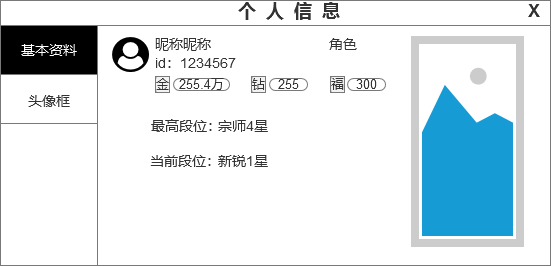 个 人 信 息 X
基本资料
头像框
昵称昵称 角色
id：1234567
金 255.4万 钻 255 福 300
最高段位：宗师4星
当前段位：新锐1星